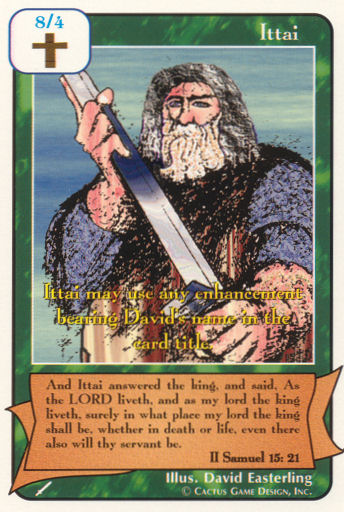 8/4
Ittai
Ittai may use any enhancement
bearing David's name in the
card title.
And Ittai answered the king, and said, As
the LORD liveth, and as my lord the king
liveth, surely in what place my lord the king
shall be, whether in death or life, even there
also will thy servant be.
II Samuel 15: 21
Illus. David Easterling
© CACTUS GAME DESIGN, INC.